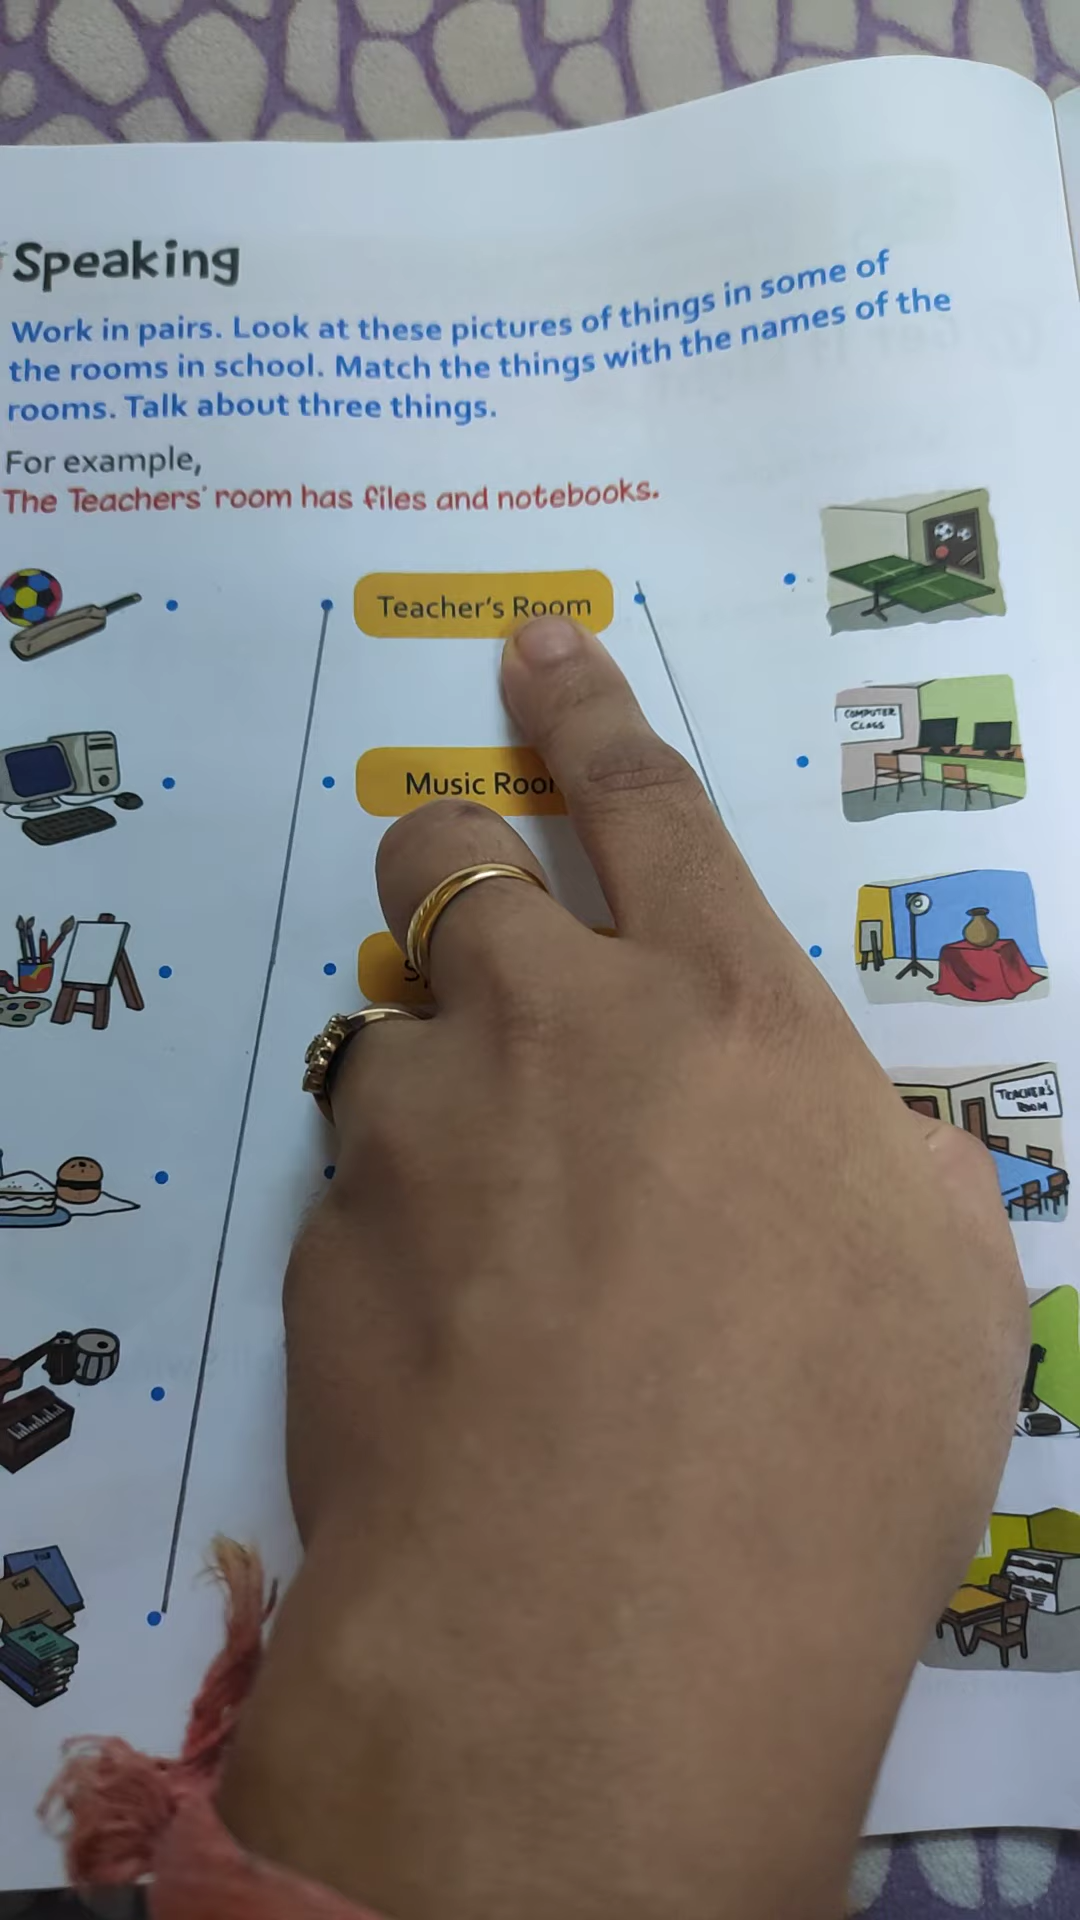 Speaking
Work in pairs. Look at these pictures of things in some of
the rooms in school. Match the things with the names of the
rooms. Talk about three things.
For example,
The Teachers' room has files and notebooks.
Teacher's Room
Music
COMPUTER
CLASS
TEACHER'S
ROOM